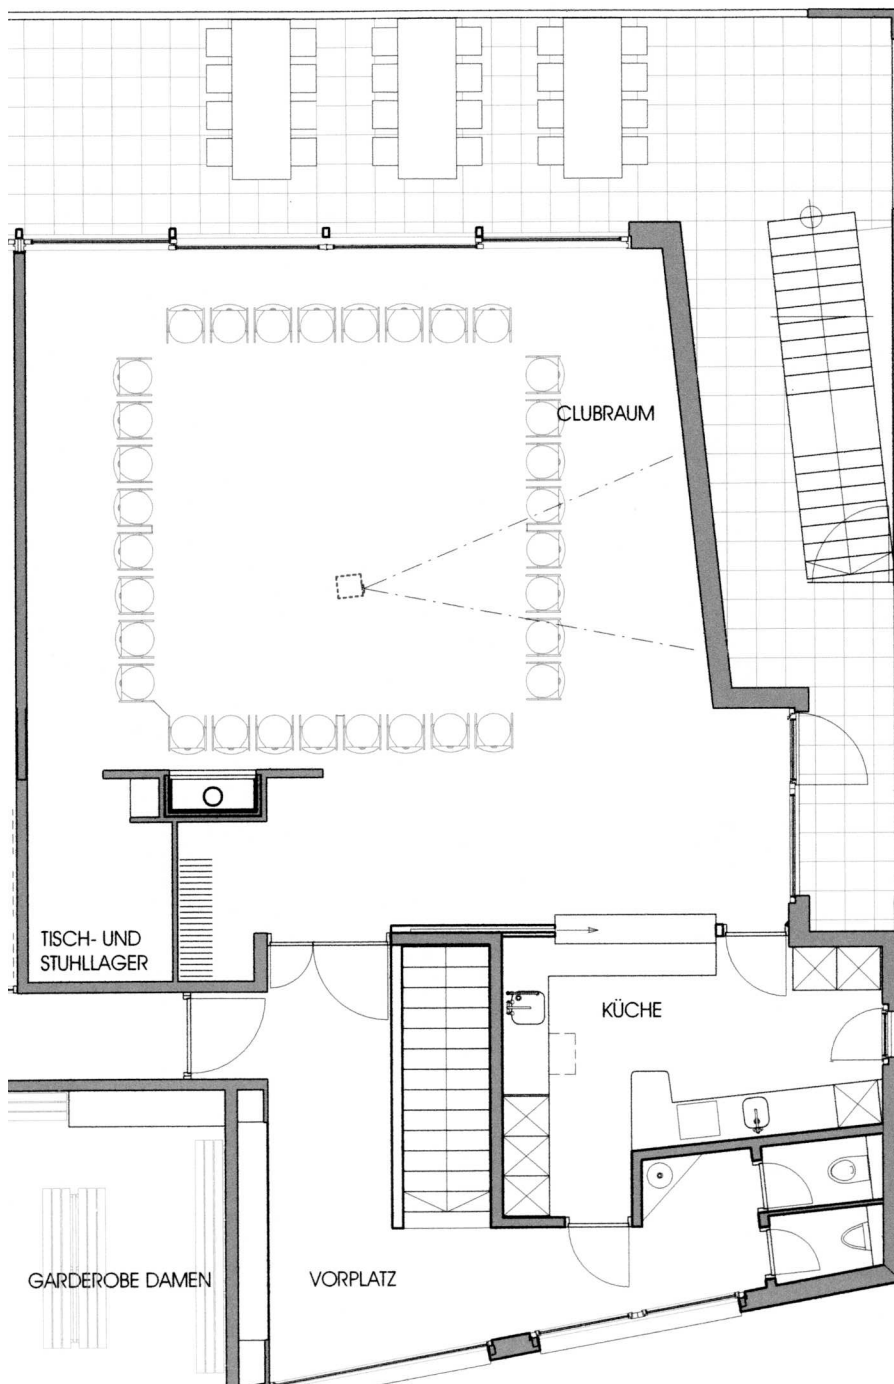 CLUBRAUM
TISCH- UND
STUHLLAGER
KÜCHE
GARDEROBE DAMEN
VORPLATZ